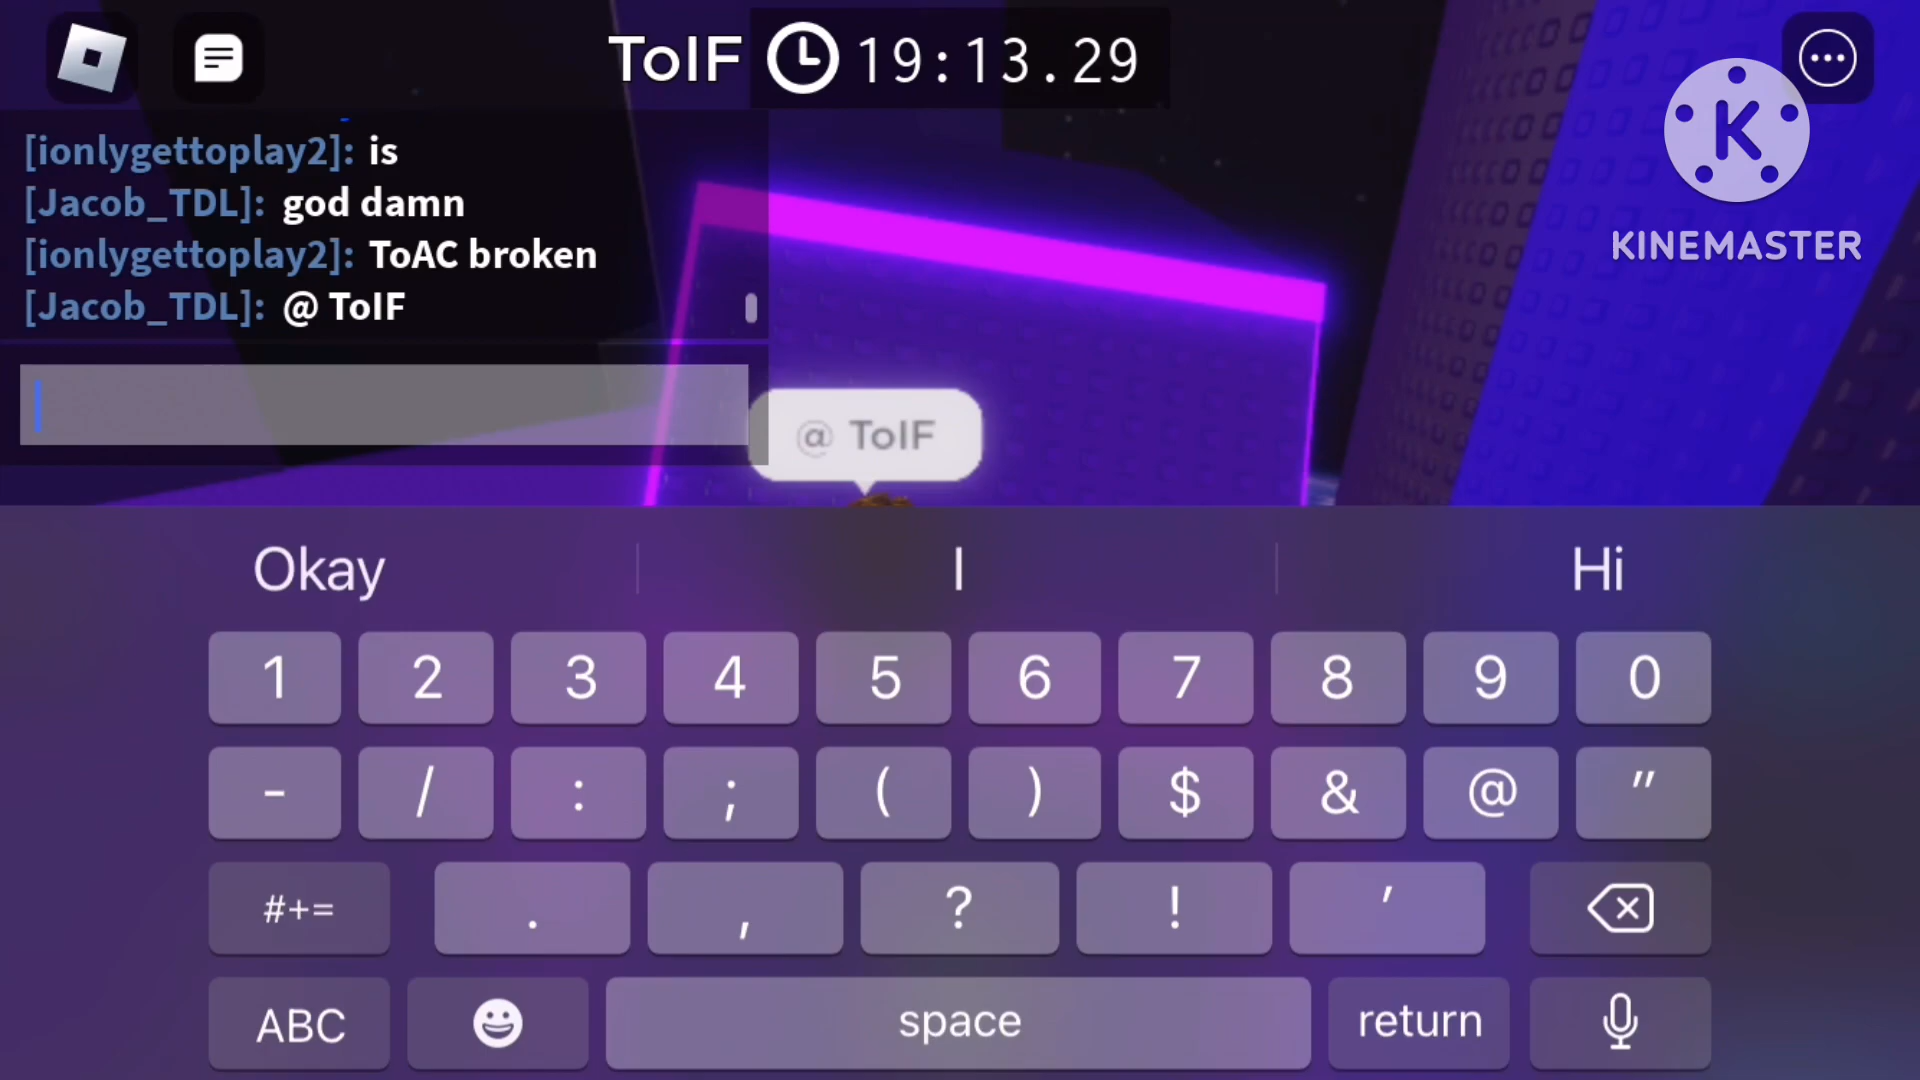 ToIF 19:13.29
[ionlygettoplay2]: is
[Jacob_TDL]: god damn
[ionlygettoplay2]: ToAC broken
[Jacob_TDL]: @ ToIF
K
KINEMASTER
@ ToIF
Okay I Hi
1 2 3 4 5 6 7 8 9 0
- / : ; ( ) $ & @ "
#+= . , ? ! '
ABC space return